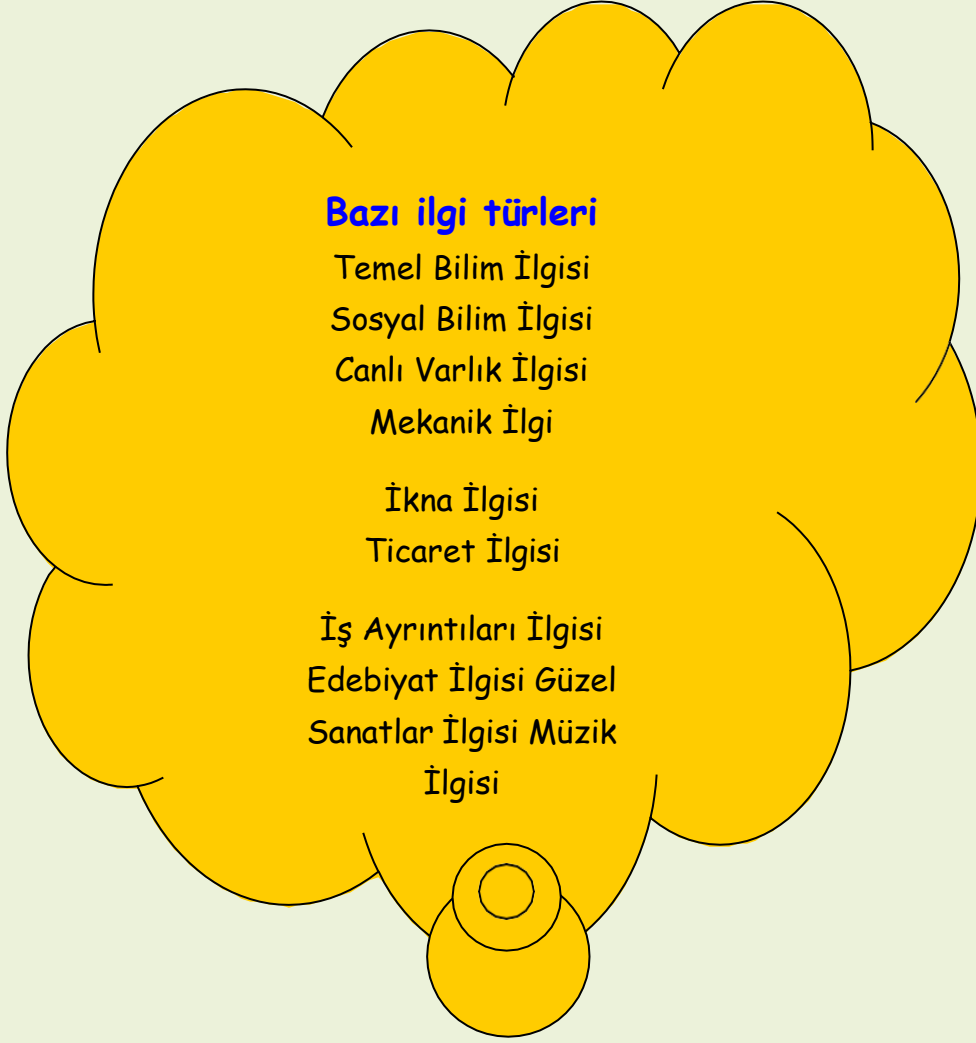 Bazı ilgi türleri
Temel Bilim İlgisi
Sosyal Bilim İlgisi
Canlı Varlık İlgisi
Mekanik İlgi
İkna İlgisi
Ticaret İlgisi
İş Ayrıntıları İlgisi
Edebiyat İlgisi Güzel
Sanatlar İlgisi Müzik
İlgisi